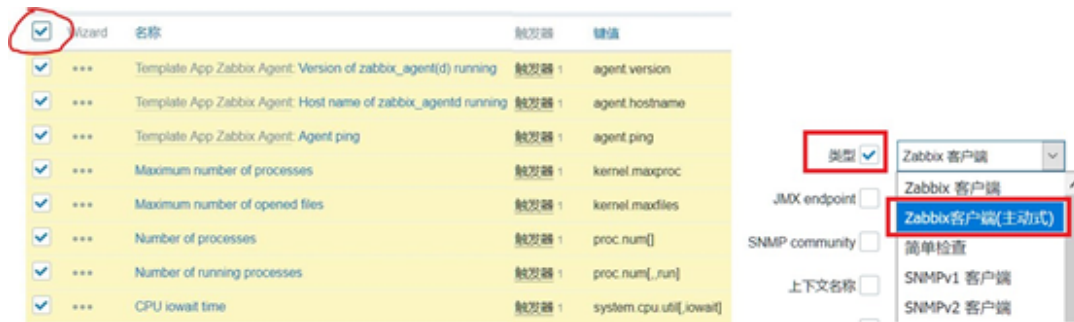 Wizard 名称 触发器 键值
... Template App Zabbix Agent: Version of zabbix_agent(d) running 触发器 1 agent.version
... Template App Zabbix Agent: Host name of zabbix_agentd running 触发器 1 agent.hostname
... Template App Zabbix Agent: Agent ping 触发器 1 agent.ping
... Maximum number of processes 触发器 1 kernel.maxproc
... Maximum number of opened files 触发器 1 kernel.maxfiles
... Number of processes 触发器 1 proc.num[]
... Number of running processes 触发器 1 proc.num[,,run]
... CPU iowait time 触发器 1 system.cpu.util[,iowait]
类型 Zabbix 客户端
Zabbix 客户端
JMX endpoint
Zabbix客户端(主动式)
SNMP community
简单检查
上下文名称
SNMPv1 客户端
SNMPv2 客户端